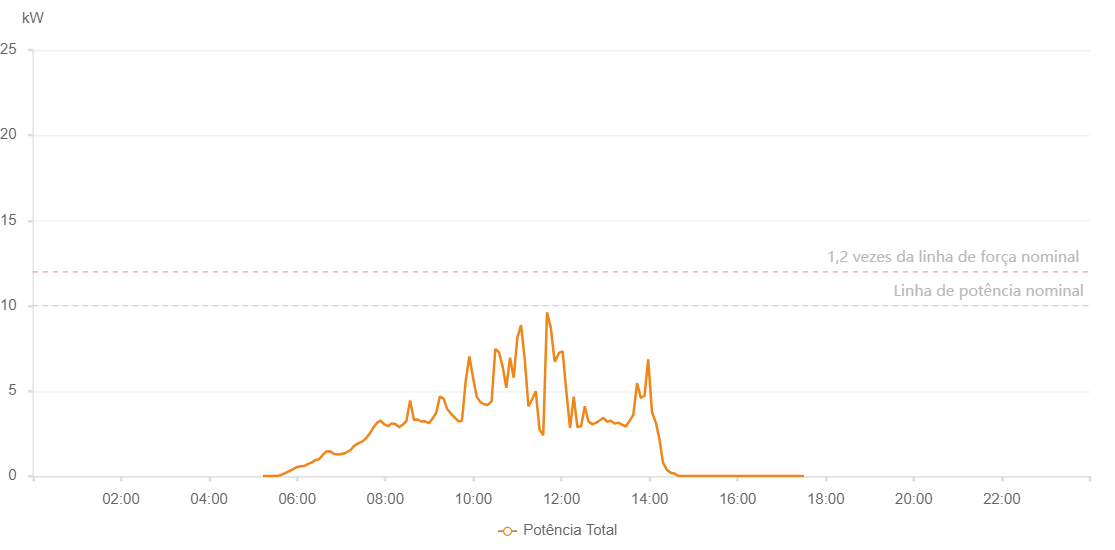 kW
25
20
15
1,2 vezes da linha de força nominal
Linha de potência nominal
10
5
0
02:00 04:00 06:00 08:00 10:00 12:00 14:00 16:00 18:00 20:00 22:00
Potência Total